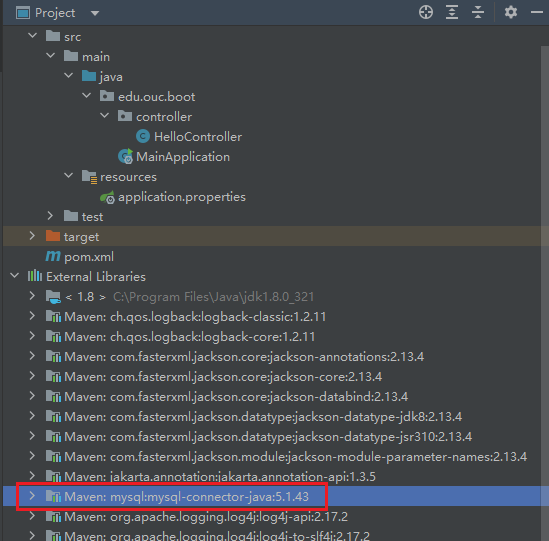 Project
src
main
java
edu.ouc.boot
controller
HelloController
MainApplication
resources
application.properties
test
target
pom.xml
External Libraries
< 1.8 > C:\Program Files\Java\jdk1.8.0_321
Maven: ch.qos.logback:logback-classic:1.2.11
Maven: ch.qos.logback:logback-core:1.2.11
Maven: com.fasterxml.jackson.core:jackson-annotations:2.13.4
Maven: com.fasterxml.jackson.core:jackson-core:2.13.4
Maven: com.fasterxml.jackson.core:jackson-databind:2.13.4
Maven: com.fasterxml.jackson.datatype:jackson-datatype-jdk8:2.13.4
Maven: com.fasterxml.jackson.datatype:jackson-datatype-jsr310:2.13.4
Maven: com.fasterxml.jackson.module:jackson-module-parameter-names:2.13.4
Maven: jakarta.annotation:jakarta.annotation-api:1.3.5
Maven: mysql:mysql-connector-java:5.1.43
Maven: org.apache.logging.log4j:log4j-api:2.17.2
Maven: org.apache.logging.log4j:log4j-to-slf4j:2.17.2